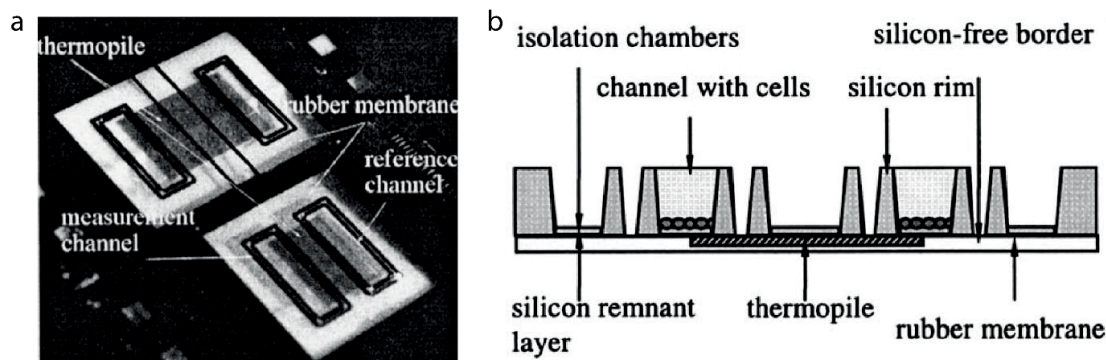 a
thermopile
rubber membrane
reference
channel
measurement
channel
b
isolation chambers
silicon-free border
channel with cells
silicon rim
silicon remnant
layer
thermopile
rubber membrane